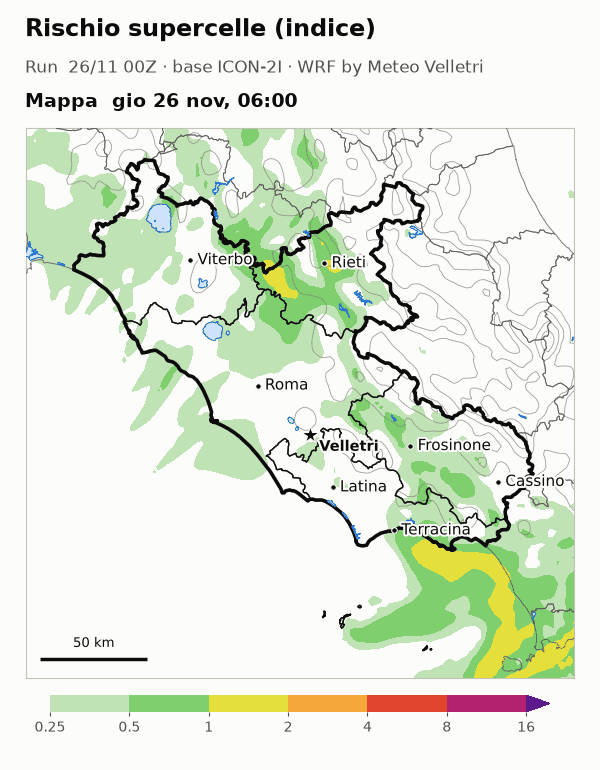 Rischio supercelle (indice)
Run  26/11 00Z · base ICON-2I · WRF by Meteo Velletri
Mappa  gio 26 nov, 06:00
Viterbo
Rieti
Roma
Velletri
Frosinone
Cassino
Latina
Terracina
50 km
0.25 0.5 1 2 4 8 16